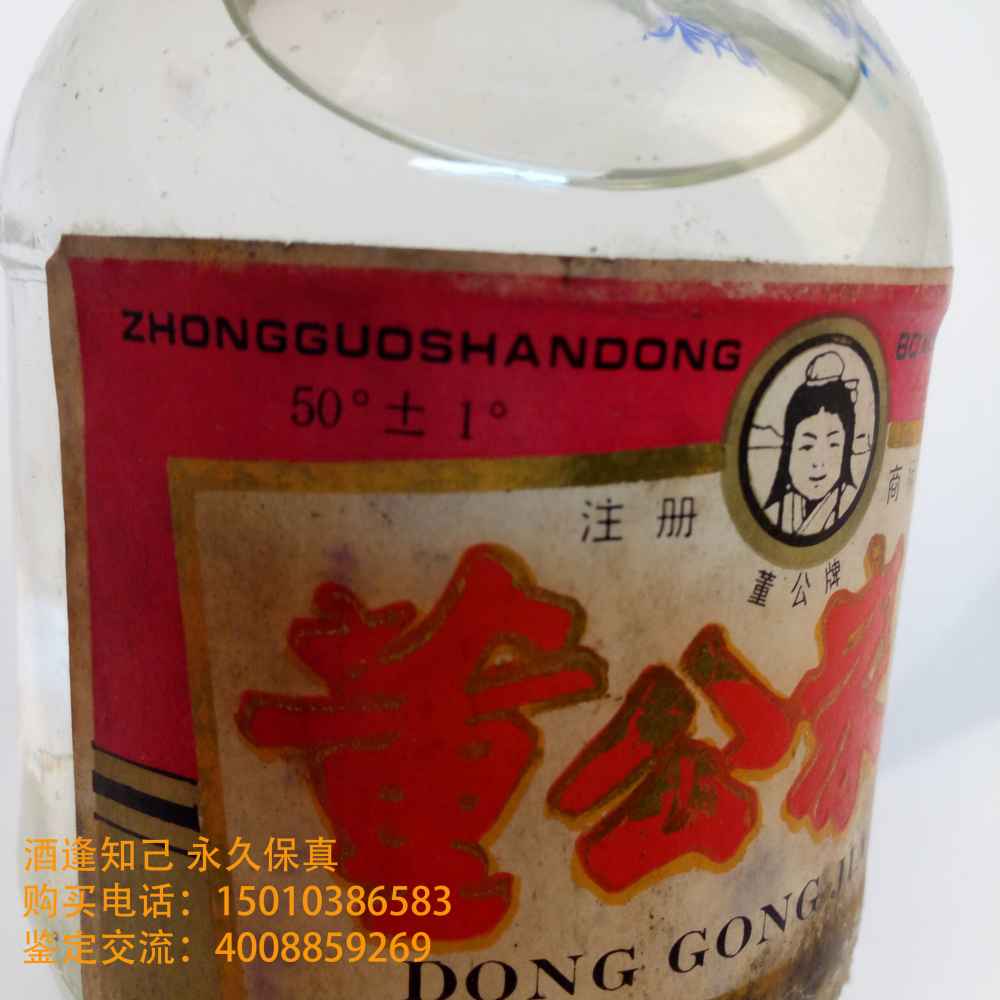 ZHONGGUOSHANDONG
50°±1°
注册
商
董公牌
董公
DONG GONG
酒逢知己 永久保真
购买电话：15010386583
鉴定交流：4008859269